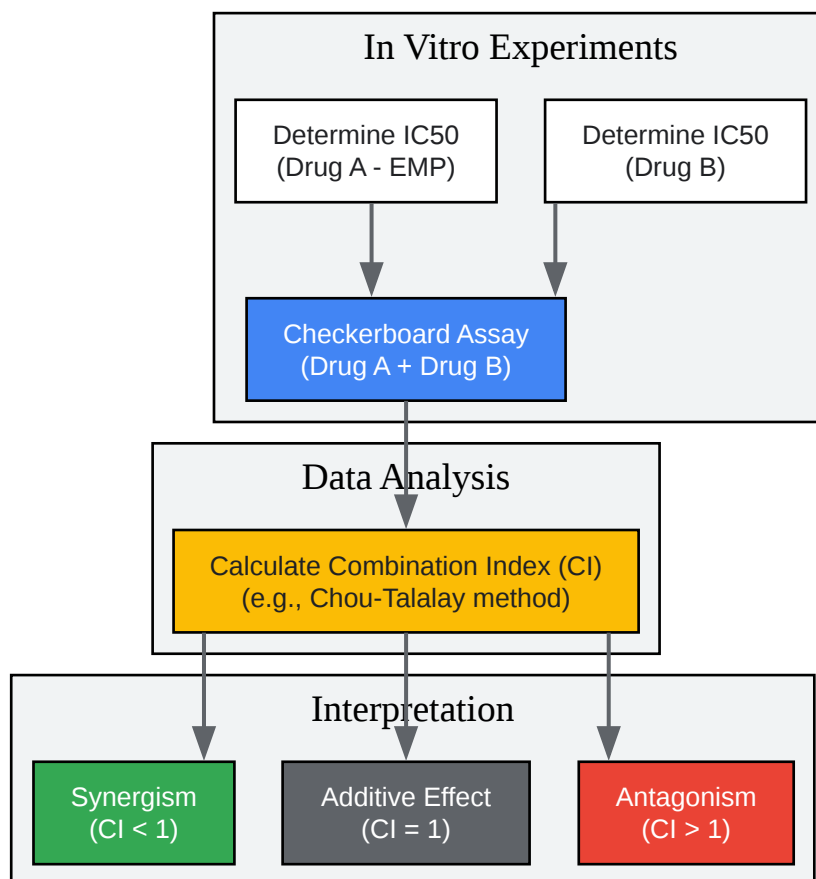 In Vitro Experiments
Determine IC50
(Drug A - EMP)
Determine IC50
(Drug B)
Checkerboard Assay
(Drug A + Drug B)
Data Analysis
Calculate Combination Index (CI)
(e.g., Chou-Talalay method)
Interpretation
Synergism
(CI < 1)
Additive Effect
(CI = 1)
Antagonism
(CI > 1)